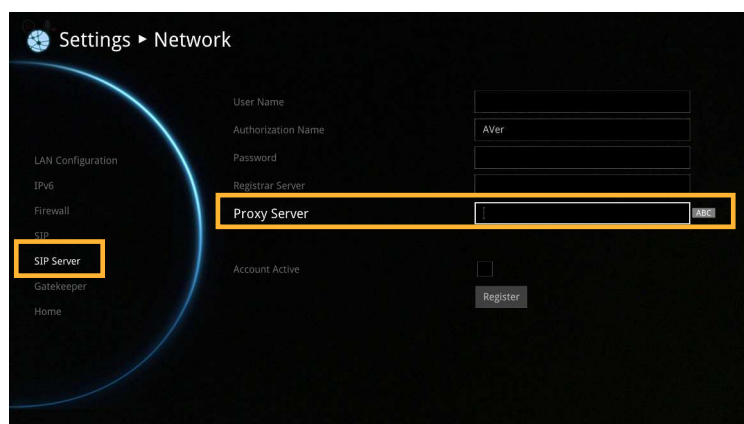 Settings ▸ Network
LAN Configuration
IPv6
Firewall
SIP
SIP Server
Gatekeeper
Home
User Name
Authorization Name AVer
Password
Registrar Server
Proxy Server ABC
Account Active
Register